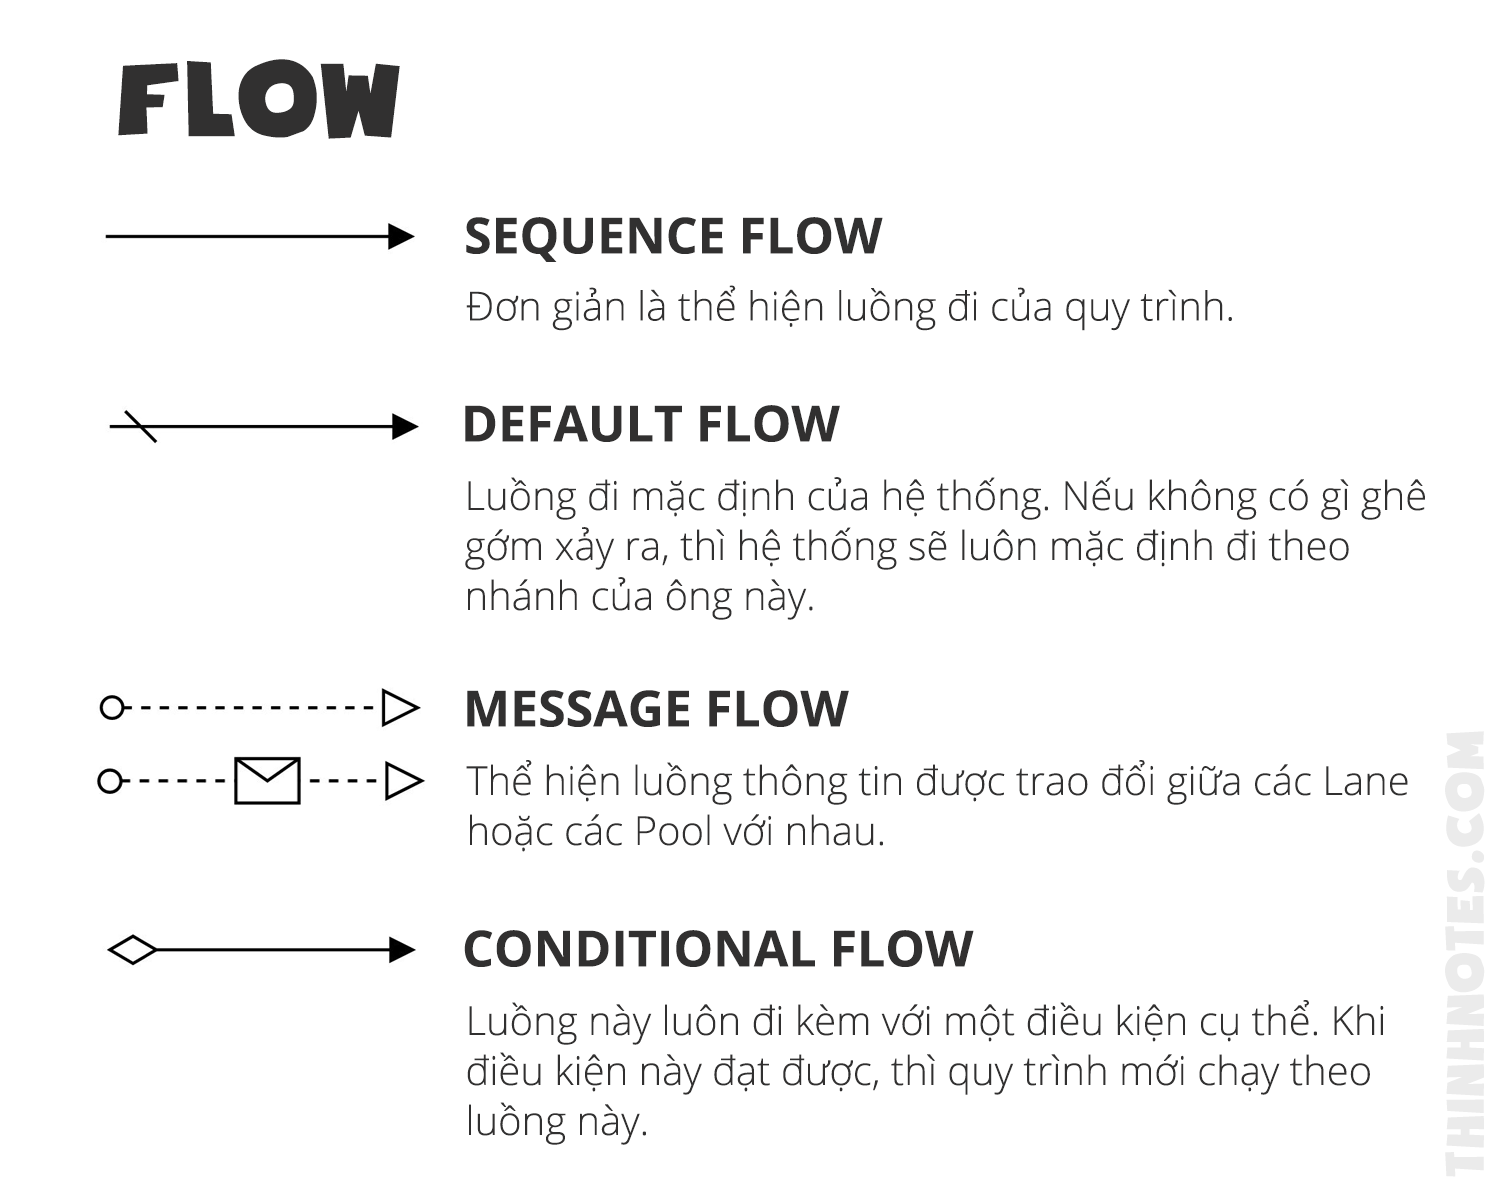 FLOW
SEQUENCE FLOW
Đơn giản là thể hiện luồng đi của quy trình.
DEFAULT FLOW
Luồng đi mặc định của hệ thống. Nếu không có gì ghê
gớm xảy ra, thì hệ thống sẽ luôn mặc định đi theo
nhánh của ông này.
MESSAGE FLOW
Thể hiện luồng thông tin được trao đổi giữa các Lane
hoặc các Pool với nhau.
CONDITIONAL FLOW
Luồng này luôn đi kèm với một điều kiện cụ thể. Khi
điều kiện này đạt được, thì quy trình mới chạy theo
luồng này.
THINHNOTES.COM